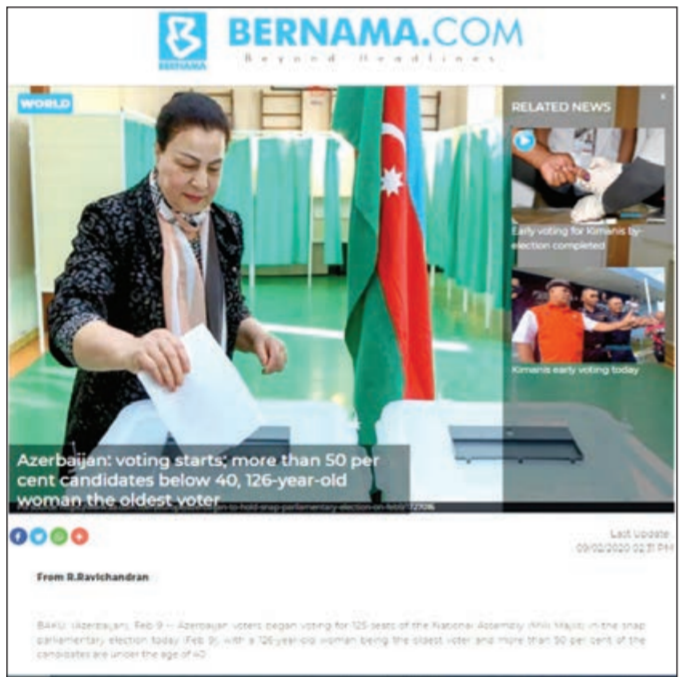 BERNAMA
BERNAMA.COM
Beyond Headlines
WORLD
RELATED NEWS
x
Early voting for Kimanis by-
election completed
Kimanis early voting today
Azerbaijan: voting starts; more than 50 per
cent candidates below 40, 126-year-old
woman the oldest voter
Last Update
09/02/2020 02:31 PM
From R.Ravichandran
BAKU (Azerbaijan), Feb 9 -- Azerbaijan voters began voting for 125 seats of the National Assembly (Milli Majlis) in the snap
parliamentary election today (Feb 9), with a 126-year-old woman being the oldest voter and more than 50 per cent of the
candidates are under the age of 40